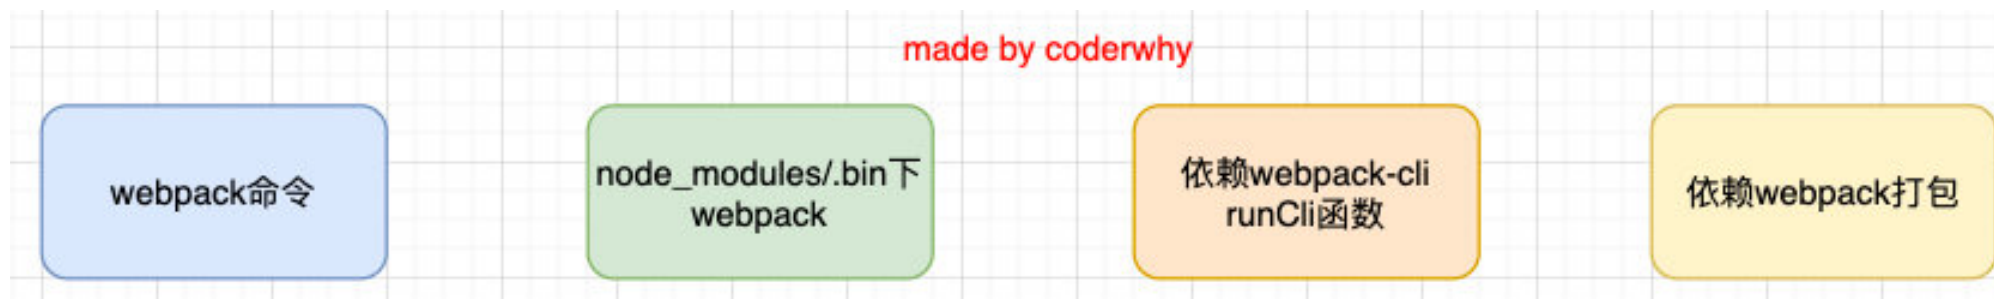 made by coderwhy
webpack命令
node_modules/.bin下
webpack
依赖webpack-cli
runCli函数
依赖webpack打包